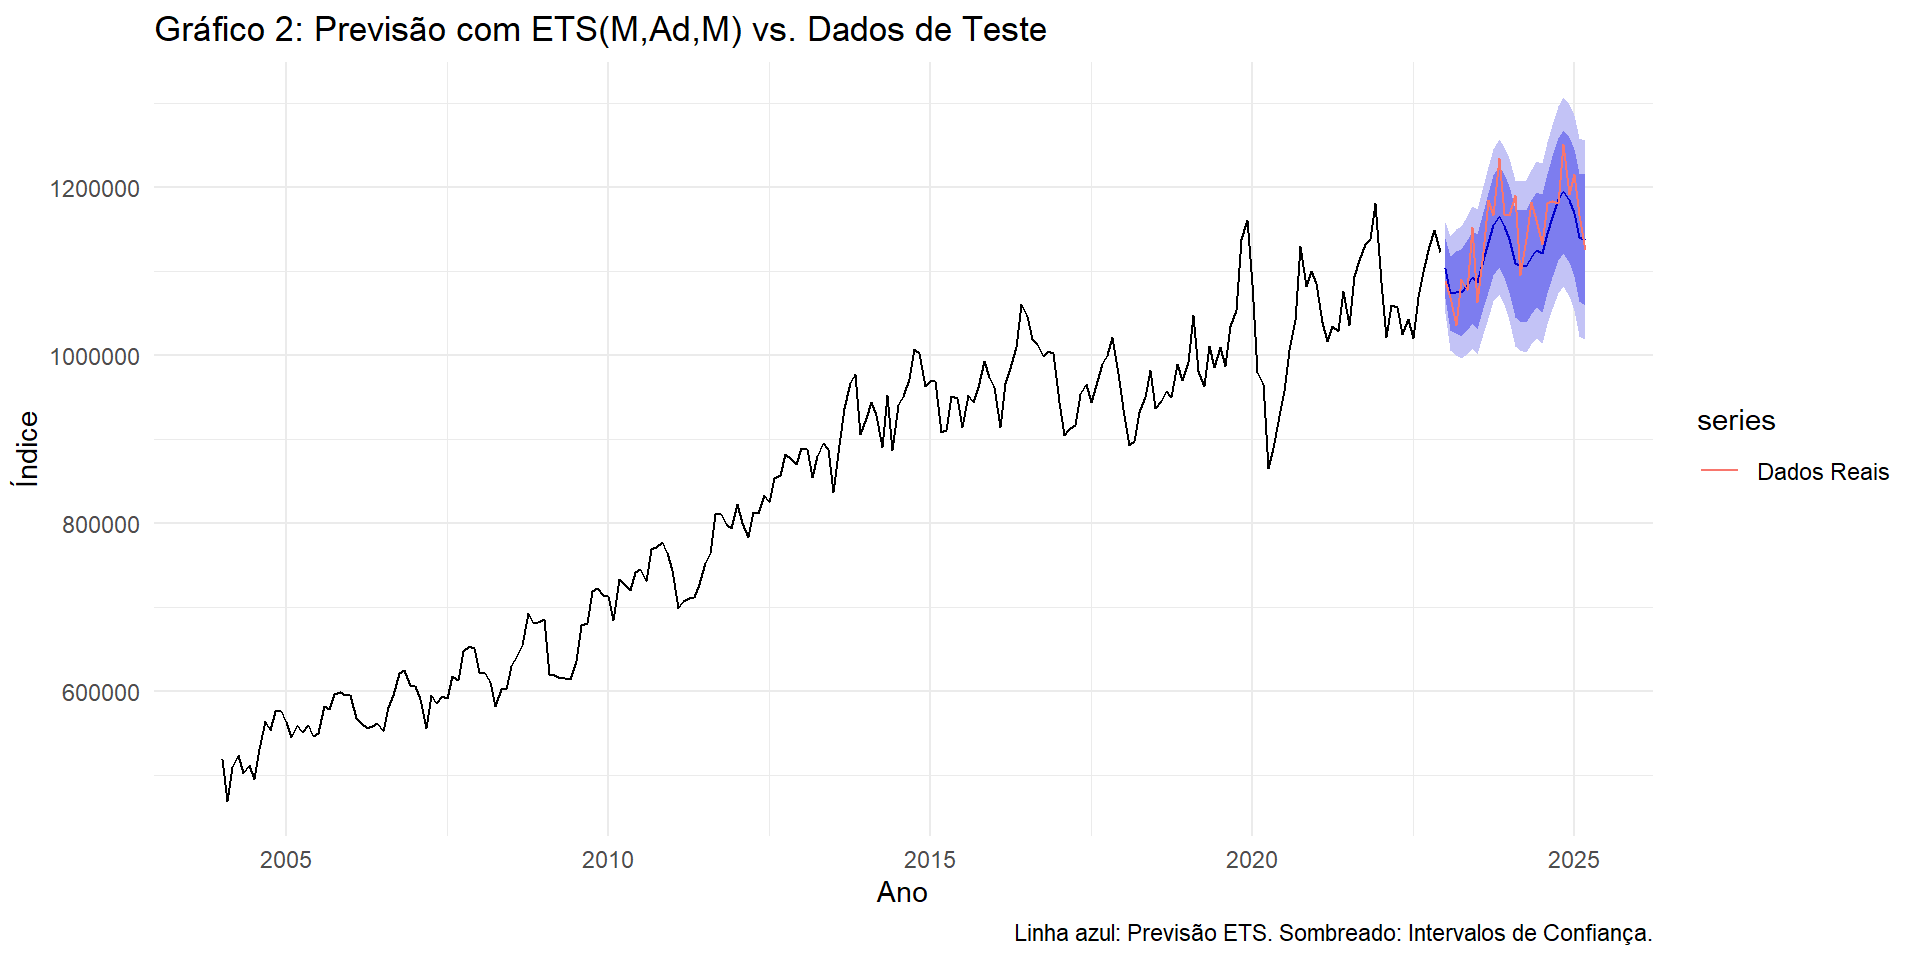 Gráfico 2: Previsão com ETS(M,Ad,M) vs. Dados de Teste
Índice
1200000
1000000
800000
600000
2005 2010 2015 2020 2025
Ano
series
Dados Reais
Linha azul: Previsão ETS. Sombreado: Intervalos de Confiança.